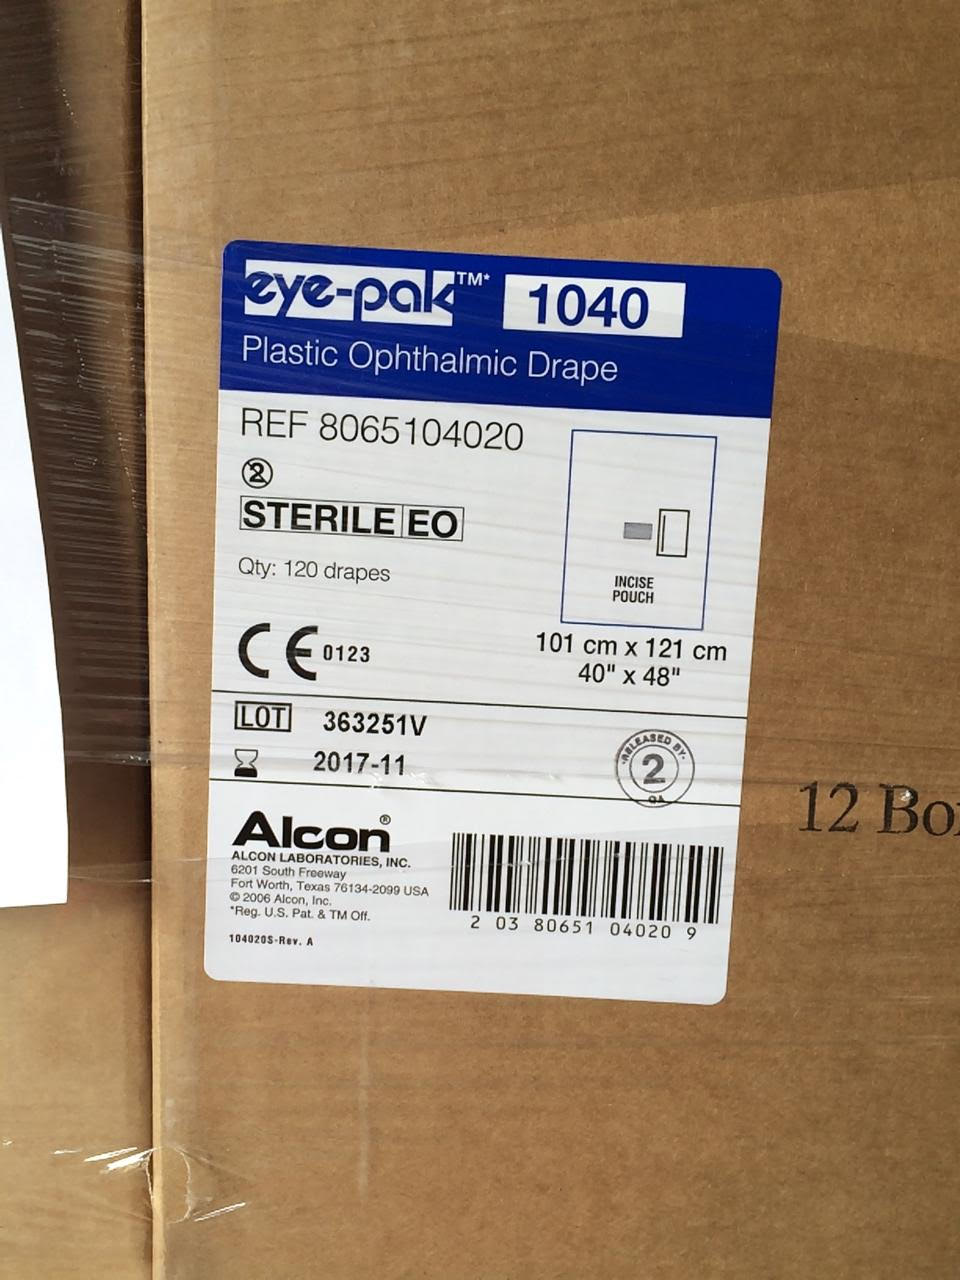 eye-pak™* 1040
Plastic Ophthalmic Drape
REF 8065104020
2
STERILE EO
Qty: 120 drapes
INCISE
POUCH
CE 0123
101 cm x 121 cm
40" x 48"
LOT 363251V
2017-11
RELEASED BY
2
QA
12
Alcon®
ALCON LABORATORIES, INC.
6201 South Freeway
Fort Worth, Texas 76134-2099 USA
© 2006 Alcon, Inc.
*Reg. U.S. Pat. & TM Off.
104020S-Rev. A
2 03 80651 04020 9